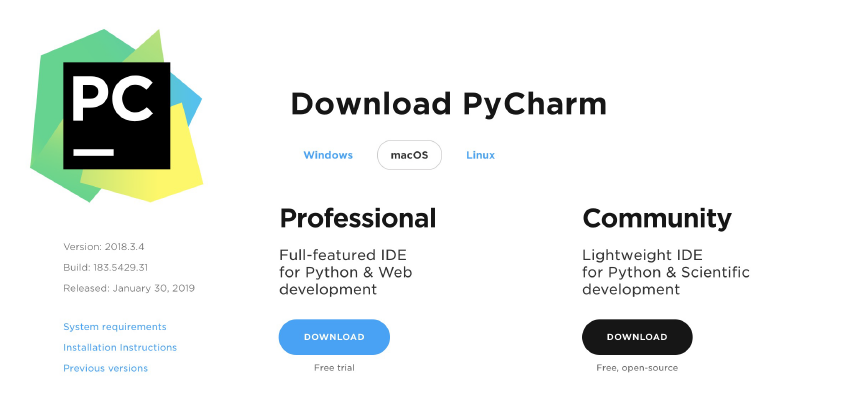 PC
Download PyCharm
Windows
macOS
Linux
Version: 2018.3.4
Build: 183.5429.31
Released: January 30, 2019
System requirements
Installation Instructions
Previous versions
Professional
Full-featured IDE
for Python & Web
development
DOWNLOAD
Free trial
Community
Lightweight IDE
for Python & Scientific
development
DOWNLOAD
Free, open-source